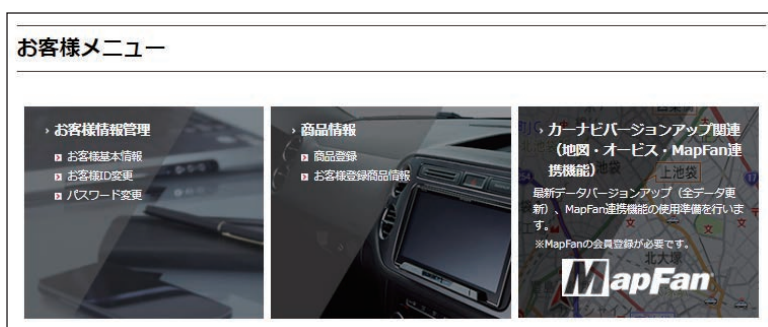 お客様メニュー
› お客様情報管理
お客様基本情報
お客様ID変更
パスワード変更
› 商品情報
商品登録
お客様登録商品情報
› カーナビバージョンアップ関連
（地図・オービス・MapFan連
携機能）
最新データバージョンアップ（全データ更
新）、MapFan連携機能の使用準備を行いま
す。
※MapFanの会員登録が必要です。
MapFan
上池袋
北大塚